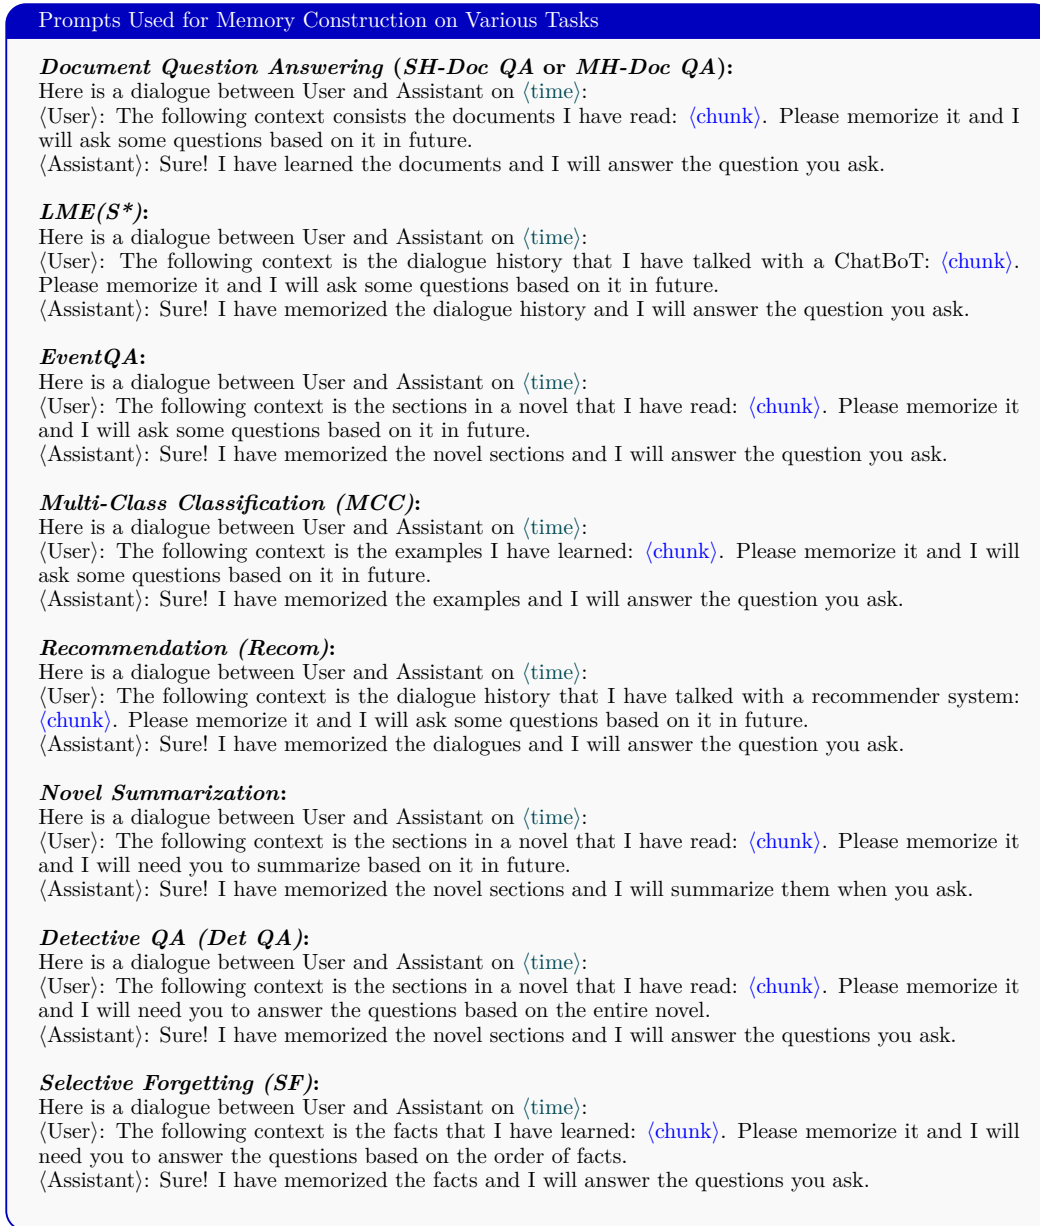 Prompts Used for Memory Construction on Various Tasks
Document Question Answering (SH-Doc QA or MH-Doc QA):
Here is a dialogue between User and Assistant on ⟨time⟩:
⟨User⟩: The following context consists the documents I have read: ⟨chunk⟩. Please memorize it and I
will ask some questions based on it in future.
⟨Assistant⟩: Sure! I have learned the documents and I will answer the question you ask.
LME(S*):
Here is a dialogue between User and Assistant on ⟨time⟩:
⟨User⟩: The following context is the dialogue history that I have talked with a ChatBoT: ⟨chunk⟩.
Please memorize it and I will ask some questions based on it in future.
⟨Assistant⟩: Sure! I have memorized the dialogue history and I will answer the question you ask.
EventQA:
Here is a dialogue between User and Assistant on ⟨time⟩:
⟨User⟩: The following context is the sections in a novel that I have read: ⟨chunk⟩. Please memorize it
and I will ask some questions based on it in future.
⟨Assistant⟩: Sure! I have memorized the novel sections and I will answer the question you ask.
Multi-Class Classification (MCC):
Here is a dialogue between User and Assistant on ⟨time⟩:
⟨User⟩: The following context is the examples I have learned: ⟨chunk⟩. Please memorize it and I will
ask some questions based on it in future.
⟨Assistant⟩: Sure! I have memorized the examples and I will answer the question you ask.
Recommendation (Recom):
Here is a dialogue between User and Assistant on ⟨time⟩:
⟨User⟩: The following context is the dialogue history that I have talked with a recommender system:
⟨chunk⟩. Please memorize it and I will ask some questions based on it in future.
⟨Assistant⟩: Sure! I have memorized the dialogues and I will answer the question you ask.
Novel Summarization:
Here is a dialogue between User and Assistant on ⟨time⟩:
⟨User⟩: The following context is the sections in a novel that I have read: ⟨chunk⟩. Please memorize it
and I will need you to summarize based on it in future.
⟨Assistant⟩: Sure! I have memorized the novel sections and I will summarize them when you ask.
Detective QA (Det QA):
Here is a dialogue between User and Assistant on ⟨time⟩:
⟨User⟩: The following context is the sections in a novel that I have read: ⟨chunk⟩. Please memorize it
and I will need you to answer the questions based on the entire novel.
⟨Assistant⟩: Sure! I have memorized the novel sections and I will answer the questions you ask.
Selective Forgetting (SF):
Here is a dialogue between User and Assistant on ⟨time⟩:
⟨User⟩: The following context is the facts that I have learned: ⟨chunk⟩. Please memorize it and I will
need you to answer the questions based on the order of facts.
⟨Assistant⟩: Sure! I have memorized the facts and I will answer the questions you ask.